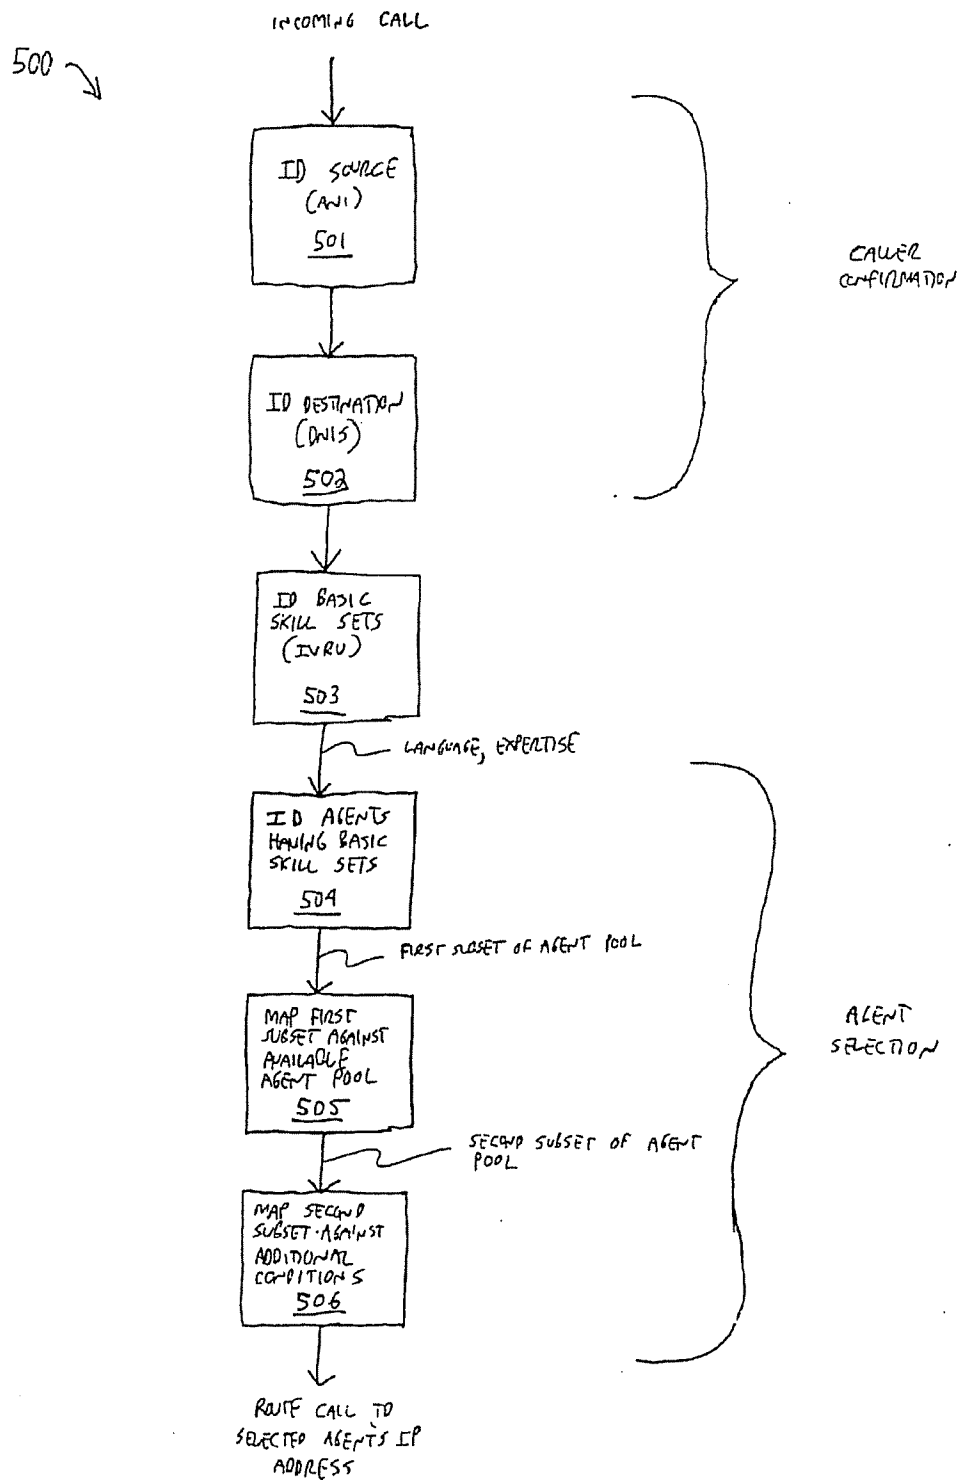 INCOMING CALL
500
ID SOURCE
(ANI)
501
CALLER
CONFIRMATION
ID DESTINATION
(DNIS)
502
ID BASIC
SKILL SETS
(IVRU)
503
LANGUAGE, EXPERTISE
ID AGENTS
HAVING BASIC
SKILL SETS
504
FIRST SUBSET OF AGENT POOL
MAP FIRST
SUBSET AGAINST
AVAILABLE
AGENT POOL
505
AGENT
SELECTION
SECOND SUBSET OF AGENT
POOL
MAP SECOND
SUBSET AGAINST
ADDITIONAL
CONDITIONS
506
ROUTE CALL TO
SELECTED AGENT'S IP
ADDRESS